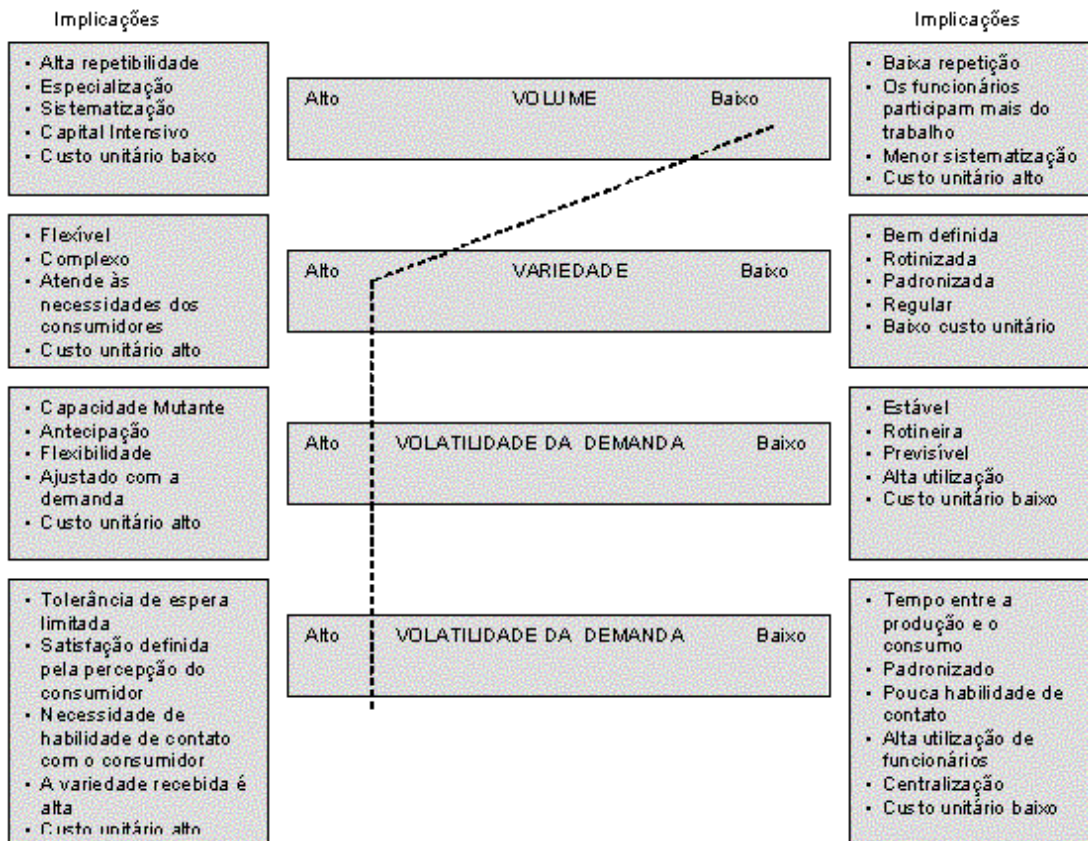 Implicações
Implicações
• Alta repetibilidade
• Especialização
• Sistematização
• Capital Intensivo
• Custo unitário baixo
Alto VOLUME Baixo
• Baixa repetição
• Os funcionários
participam mais do
trabalho
• Menor sistematização
• Custo unitário alto
• Flexível
• Complexo
• Atende às
necessidades dos
consumidores
• Custo unitário alto
Alto VARIEDADE Baixo
• Bem definida
• Rotinizada
• Padronizada
• Regular
• Baixo custo unitário
• Capacidade Mutante
• Antecipação
• Flexibilidade
• Ajustado com a
demanda
• Custo unitário alto
Alto VOLATILIDADE DA DEMANDA Baixo
• Estável
• Rotineira
• Previsível
• Alta utilização
• Custo unitário baixo
• Tolerância de espera
limitada
• Satisfação definida
pela percepção do
consumidor
• Necessidade de
habilidade de contato
com o consumidor
• A variedade recebida é
alta
• Custo unitário alto
Alto VOLATILIDADE DA DEMANDA Baixo
• Tempo entre a
produção e o
consumo
• Padronizado
• Pouca habilidade de
contato
• Alta utilização de
funcionários
• Centralização
• Custo unitário baixo